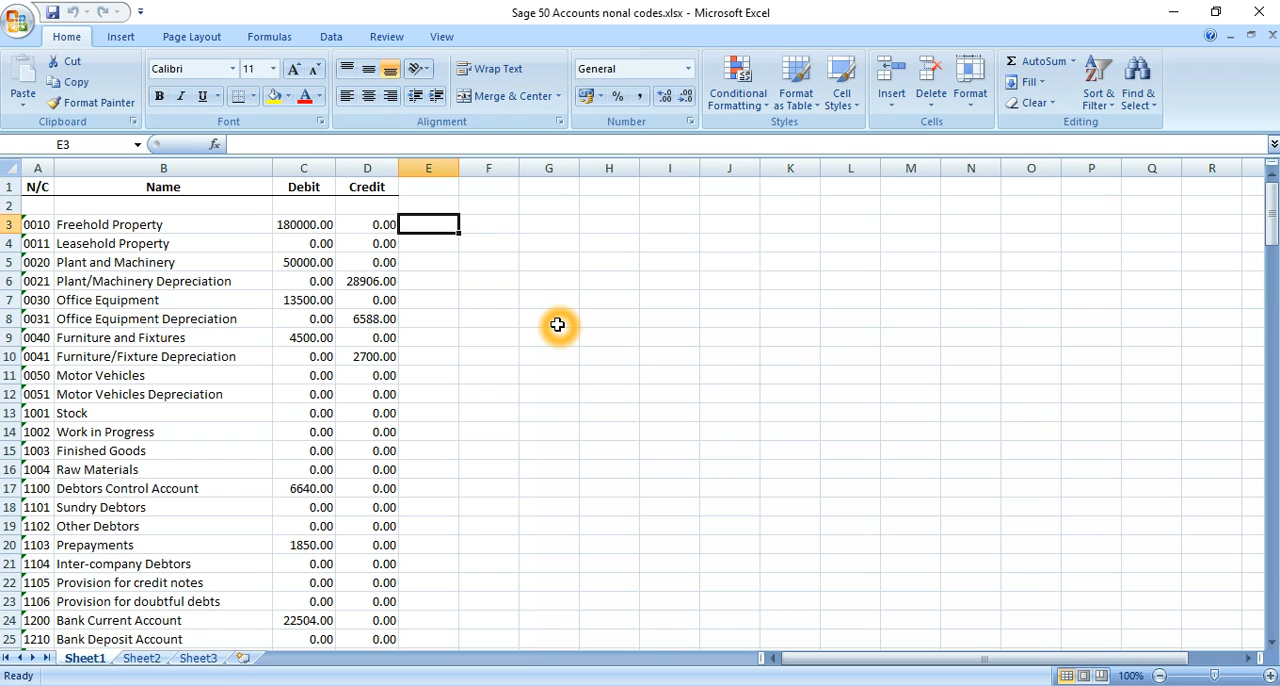 Sage 50 Accounts nonal codes.xlsx - Microsoft Excel
Home Insert Page Layout Formulas Data Review View
Paste Cut Copy Format Painter Clipboard
Calibri 11 B I U A Font
Wrap Text Merge & Center Alignment
General % , Number
Conditional Formatting Format as Table Cell Styles Styles
Insert Delete Format Cells
Σ AutoSum Fill Clear Sort & Filter Find & Select Editing
E3 fx
A B C D E F G H I J K L M N O P Q R
1 N/C Name Debit Credit
2
3 0010 Freehold Property 180000.00 0.00
4 0011 Leasehold Property 0.00 0.00
5 0020 Plant and Machinery 50000.00 0.00
6 0021 Plant/Machinery Depreciation 0.00 28906.00
7 0030 Office Equipment 13500.00 0.00
8 0031 Office Equipment Depreciation 0.00 6588.00
9 0040 Furniture and Fixtures 4500.00 0.00
10 0041 Furniture/Fixture Depreciation 0.00 2700.00
11 0050 Motor Vehicles 0.00 0.00
12 0051 Motor Vehicles Depreciation 0.00 0.00
13 1001 Stock 0.00 0.00
14 1002 Work in Progress 0.00 0.00
15 1003 Finished Goods 0.00 0.00
16 1004 Raw Materials 0.00 0.00
17 1100 Debtors Control Account 6640.00 0.00
18 1101 Sundry Debtors 0.00 0.00
19 1102 Other Debtors 0.00 0.00
20 1103 Prepayments 1850.00 0.00
21 1104 Inter-company Debtors 0.00 0.00
22 1105 Provision for credit notes 0.00 0.00
23 1106 Provision for doubtful debts 0.00 0.00
24 1200 Bank Current Account 22504.00 0.00
25 1210 Bank Deposit Account 0.00 0.00
Sheet1 Sheet2 Sheet3
Ready 100%